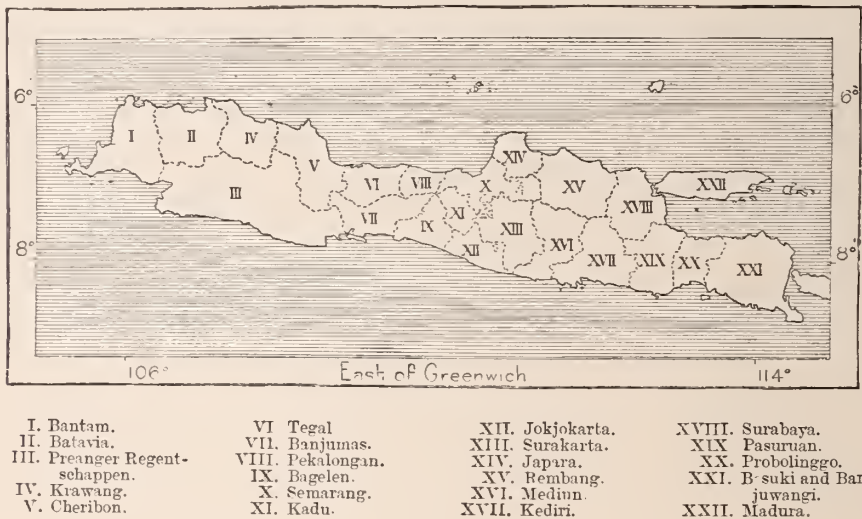 6°
6°
I
II
IV
V
III
VI
VIII
VII
IX
X
XI
XII
XIII
XIV
XV
XVI
XVII
XVIII
XIX
XX
XXI
XXII
8°
8°
106°
East of Greenwich
114°
I. Bantam.
II. Batavia.
III. Preanger Regent-
schappen.
IV. Krawang.
V. Cheribon.
VI Tegal
VII. Banjumas.
VIII. Pekalongan.
IX. Bagelen.
X. Semarang.
XI. Kadu.
XII. Jokjokarta.
XIII. Surakarta.
XIV. Japara.
XV. Rembang.
XVI. Mediun.
XVII. Kediri.
XVIII. Surabaya.
XIX Pasuruan.
XX. Probolinggo.
XXI. B suki and Ban
juwangi.
XXII. Madura.